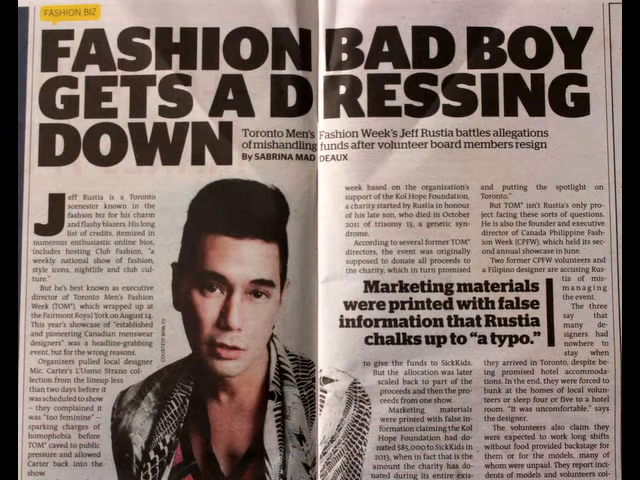 FASHION BIZ
FASHION BAD BOY
GETS A DRESSING
DOWN
Toronto Men's Fashion Week's Jeff Rustia battles allegations
of mishandling funds after volunteer board members resign
By SABRINA MADDEAUX
Jeff Rustia is a Toronto
scenester known in the
fashion biz for his charm
and flashy blazers. His long
list of credits, itemized in
numerous enthusiastic online bios,
includes hosting Club Fashion, "a
weekly national show of fashion,
style icons, nightlife and club cul-
ture."
But he's best known as executive
director of Toronto Men's Fashion
Week (TOM*), which wrapped up at
the Fairmont Royal York on August 14.
This year's showcase of "established
and pioneering Canadian menswear
designers" was a headline-grabbing
event, but for the wrong reasons.
Organizers pulled local designer
Mic. Carter's L'Uomo Strano col-
lection from the lineup less
than two days before it
was scheduled to show
– they complained it
was "too feminine" –
sparking charges of
homophobia before
TOM* caved to public
pressure and allowed
Carter back into the
show.
week based on the organization's
support of the Kol Hope Foundation,
a charity started by Rustia in honour
of his late son, who died in October
2011 of trisomy 13, a genetic syn-
drome.
According to several former TOM*
directors, the event was originally
supposed to donate all proceeds to
the charity, which in turn promised
Marketing materials
were printed with false
information that Rustia
chalks up to "a typo."
to give the funds to SickKids.
But the allocation was later
scaled back to part of the
proceeds and then the pro-
ceeds from one show.
Marketing materials
were printed with false in-
formation claiming the Kol
Hope Foundation had do-
nated $85,000 to SickKids in
2013, when in fact that is the
amount the charity has do-
nated during its entire exis-
and putting the spotlight on
Toronto."
But TOM* isn't Rustia's only pro-
ject facing these sorts of questions.
He is also the founder and executive
director of Canada Philippine Fash-
ion Week (CPFW), which held its sec-
ond annual showcase in June.
Two former CPFW volunteers and
a Filipino designer are accusing Rus-
tia of mis-
managing
the event.
The three
say that
many de-
signers had
nowhere to
stay when
they arrived in Toronto, despite be-
ing promised hotel accommoda-
tions. In the end, they were forced to
bunk at the homes of local volun-
teers or sleep four or five to a hotel
room. "It was uncomfortable," says
the designer.
The volunteers also claim they
were expected to work long shifts
without food provided backstage for
them or for the models, many of
whom were unpaid. They report inci-
dents of models and volunteers col-
COURTESY BPM:TV